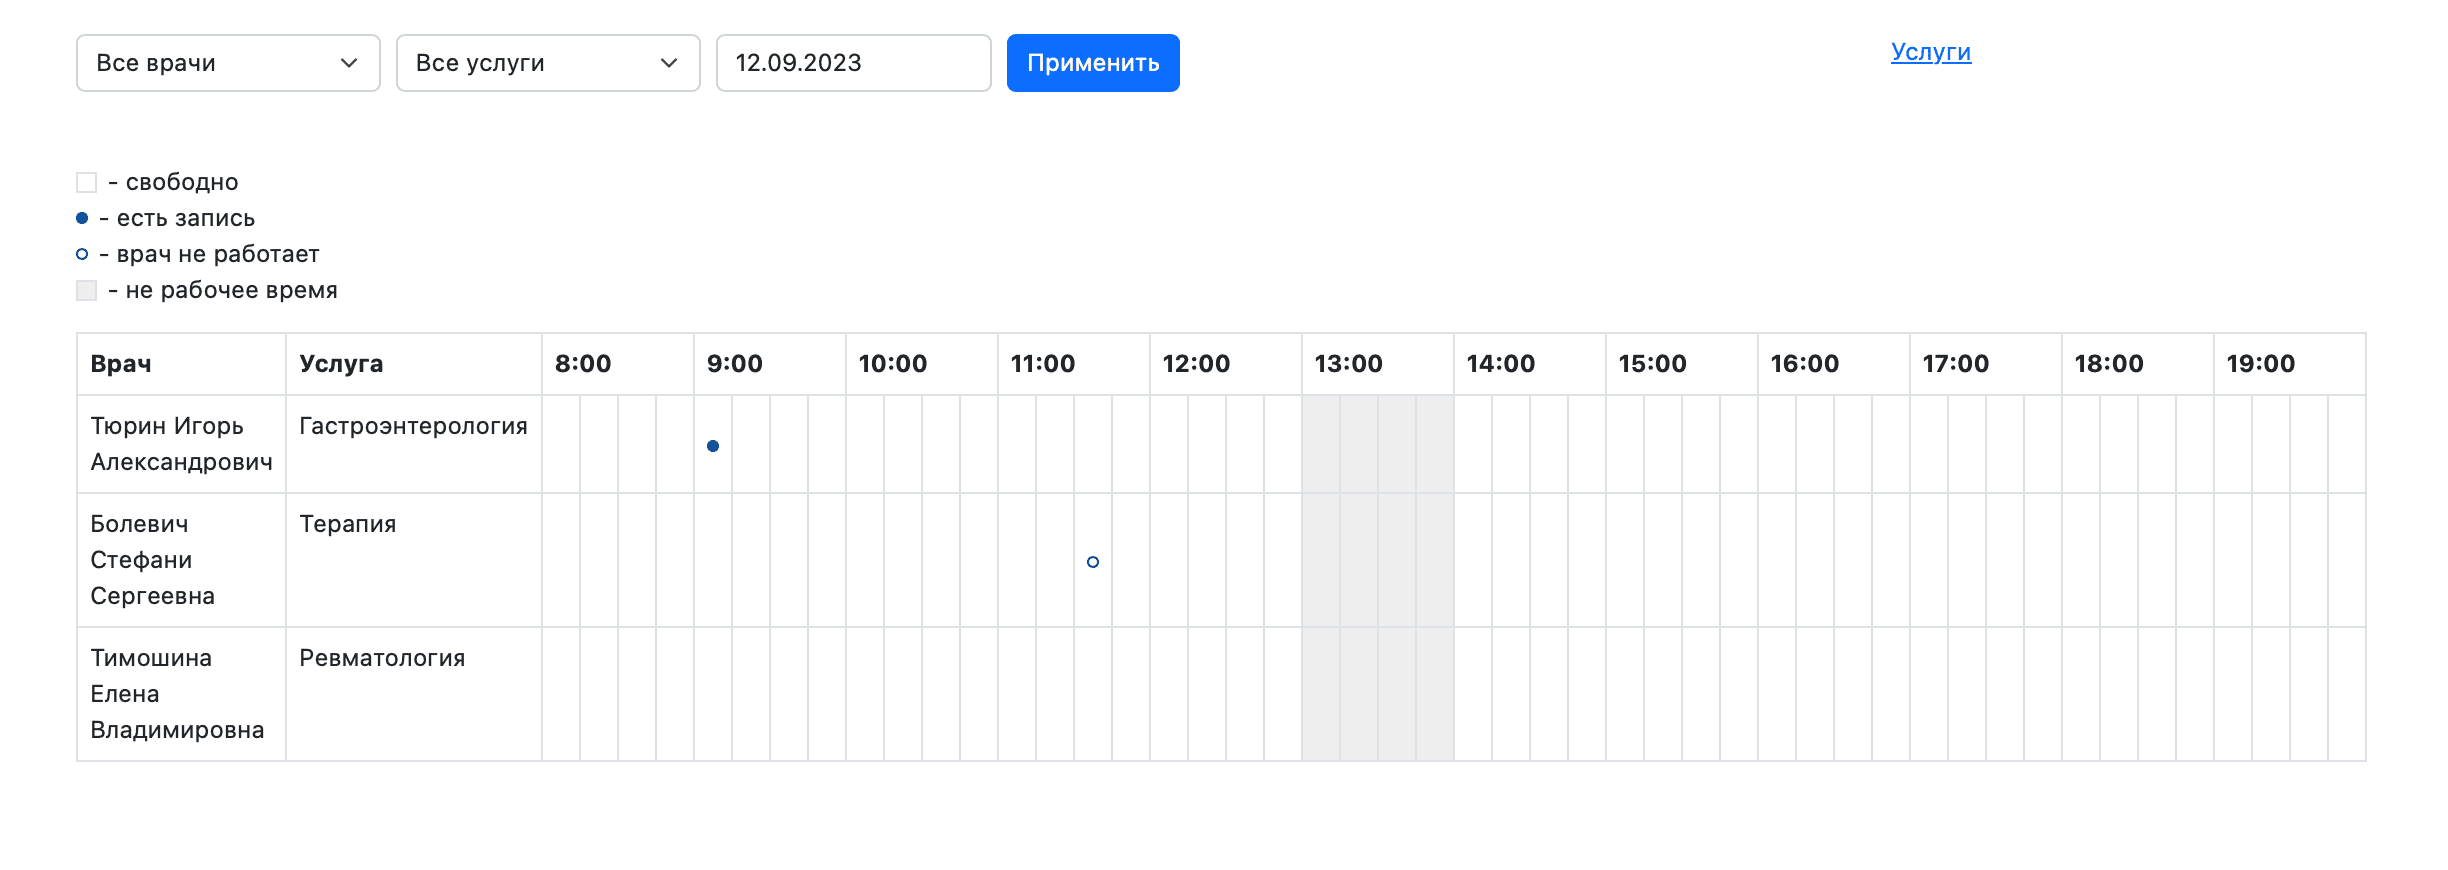 Все врачи Все услуги 12.09.2023 Применить Услуги
- свободно
- есть запись
- врач не работает
- не рабочее время
Врач Услуга 8:00 9:00 10:00 11:00 12:00 13:00 14:00 15:00 16:00 17:00 18:00 19:00
Тюрин Игорь Гастроэнтерология
Александрович
Болевич Терапия
Стефани
Сергеевна
Тимошина Ревматология
Елена
Владимировна